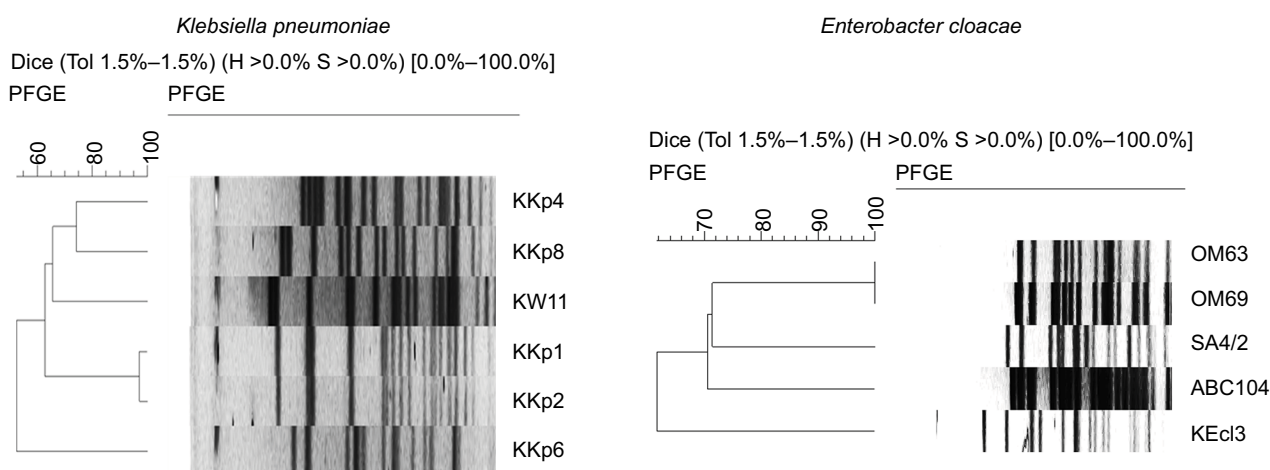 Klebsiella pneumoniae
Dice (Tol 1.5%–1.5%) (H >0.0% S >0.0%) [0.0%–100.0%]
PFGE PFGE
60 80 100
KKp4
KKp8
KW11
KKp1
KKp2
KKp6
Enterobacter cloacae
Dice (Tol 1.5%–1.5%) (H >0.0% S >0.0%) [0.0%–100.0%]
PFGE PFGE
70 80 90 100
OM63
OM69
SA4/2
ABC104
KEcl3